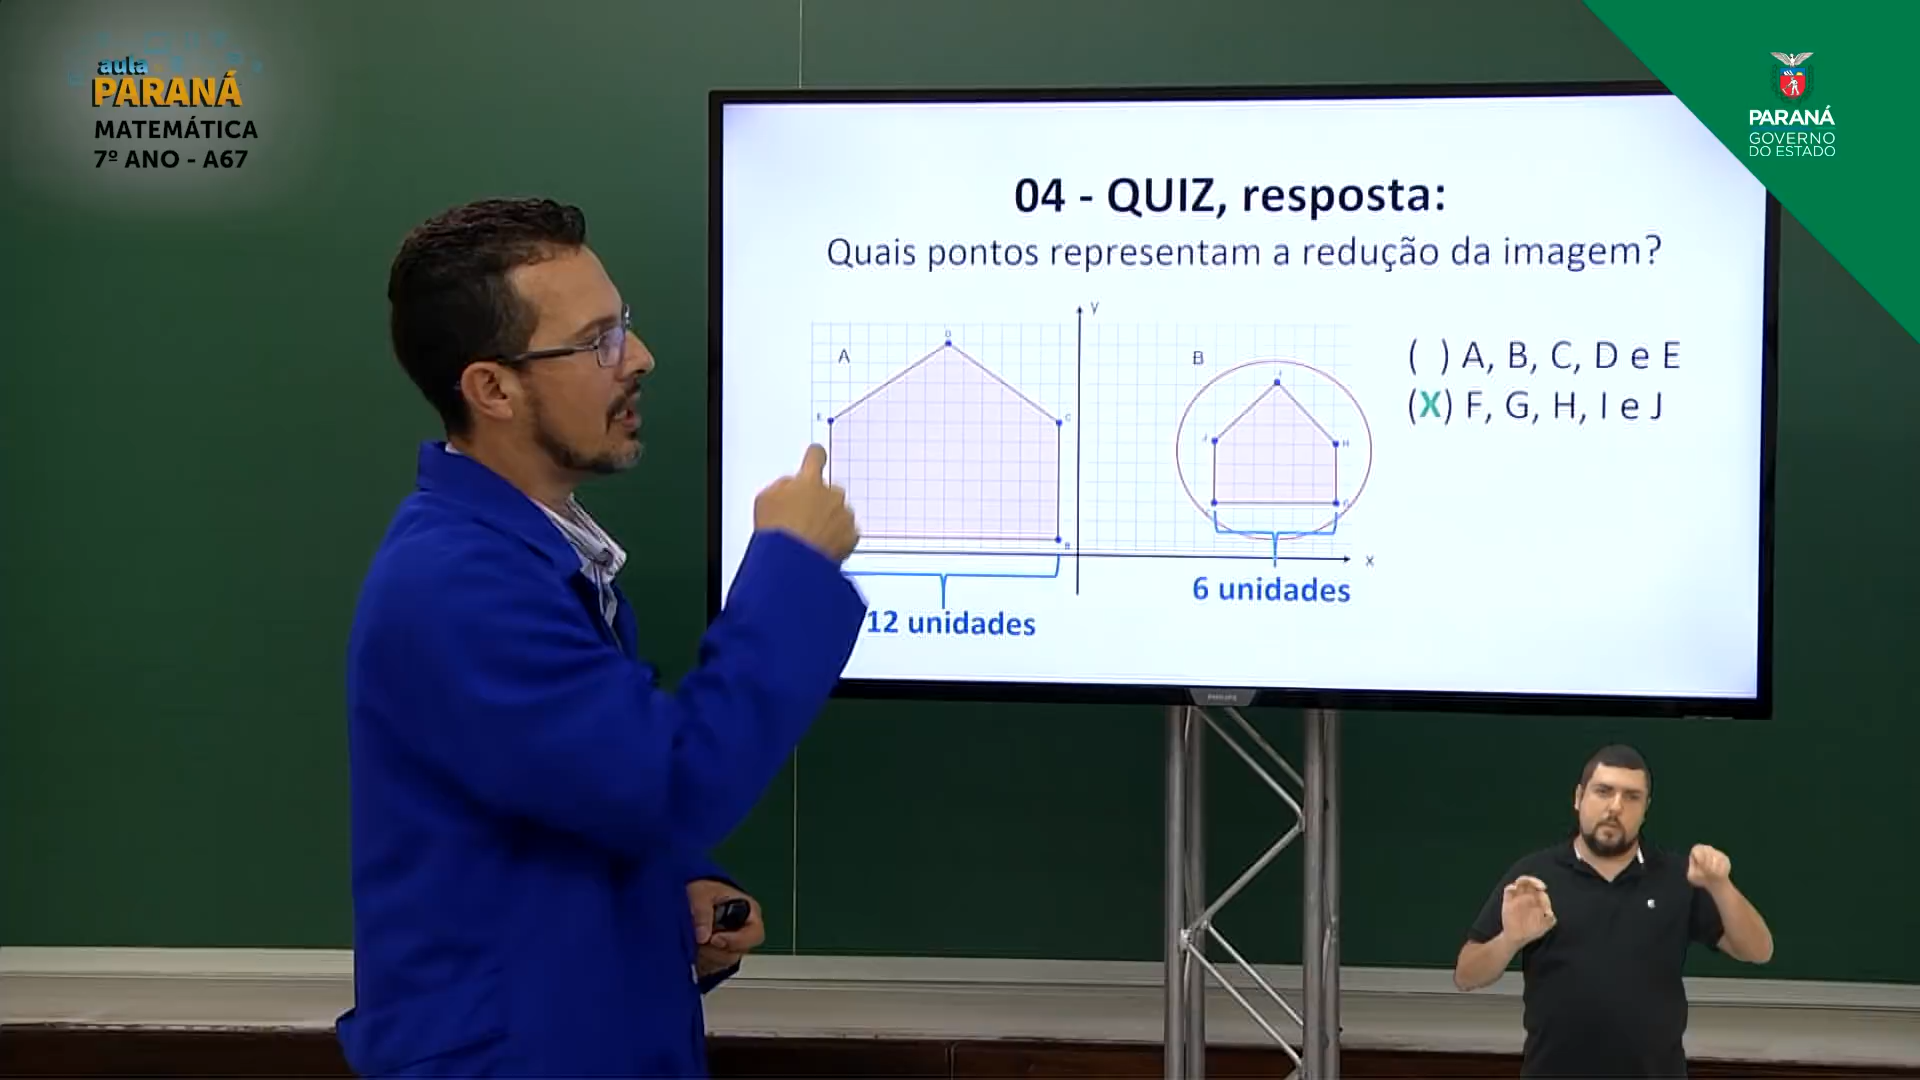 aula
PARANÁ
MATEMÁTICA
7º ANO - A67
PARANÁ
GOVERNO
DO ESTADO
04 - QUIZ, resposta:
Quais pontos representam a redução da imagem?
y
A
D
E
C
B
B
J
H
G
x
( ) A, B, C, D e E
(X) F, G, H, I e J
12 unidades
6 unidades